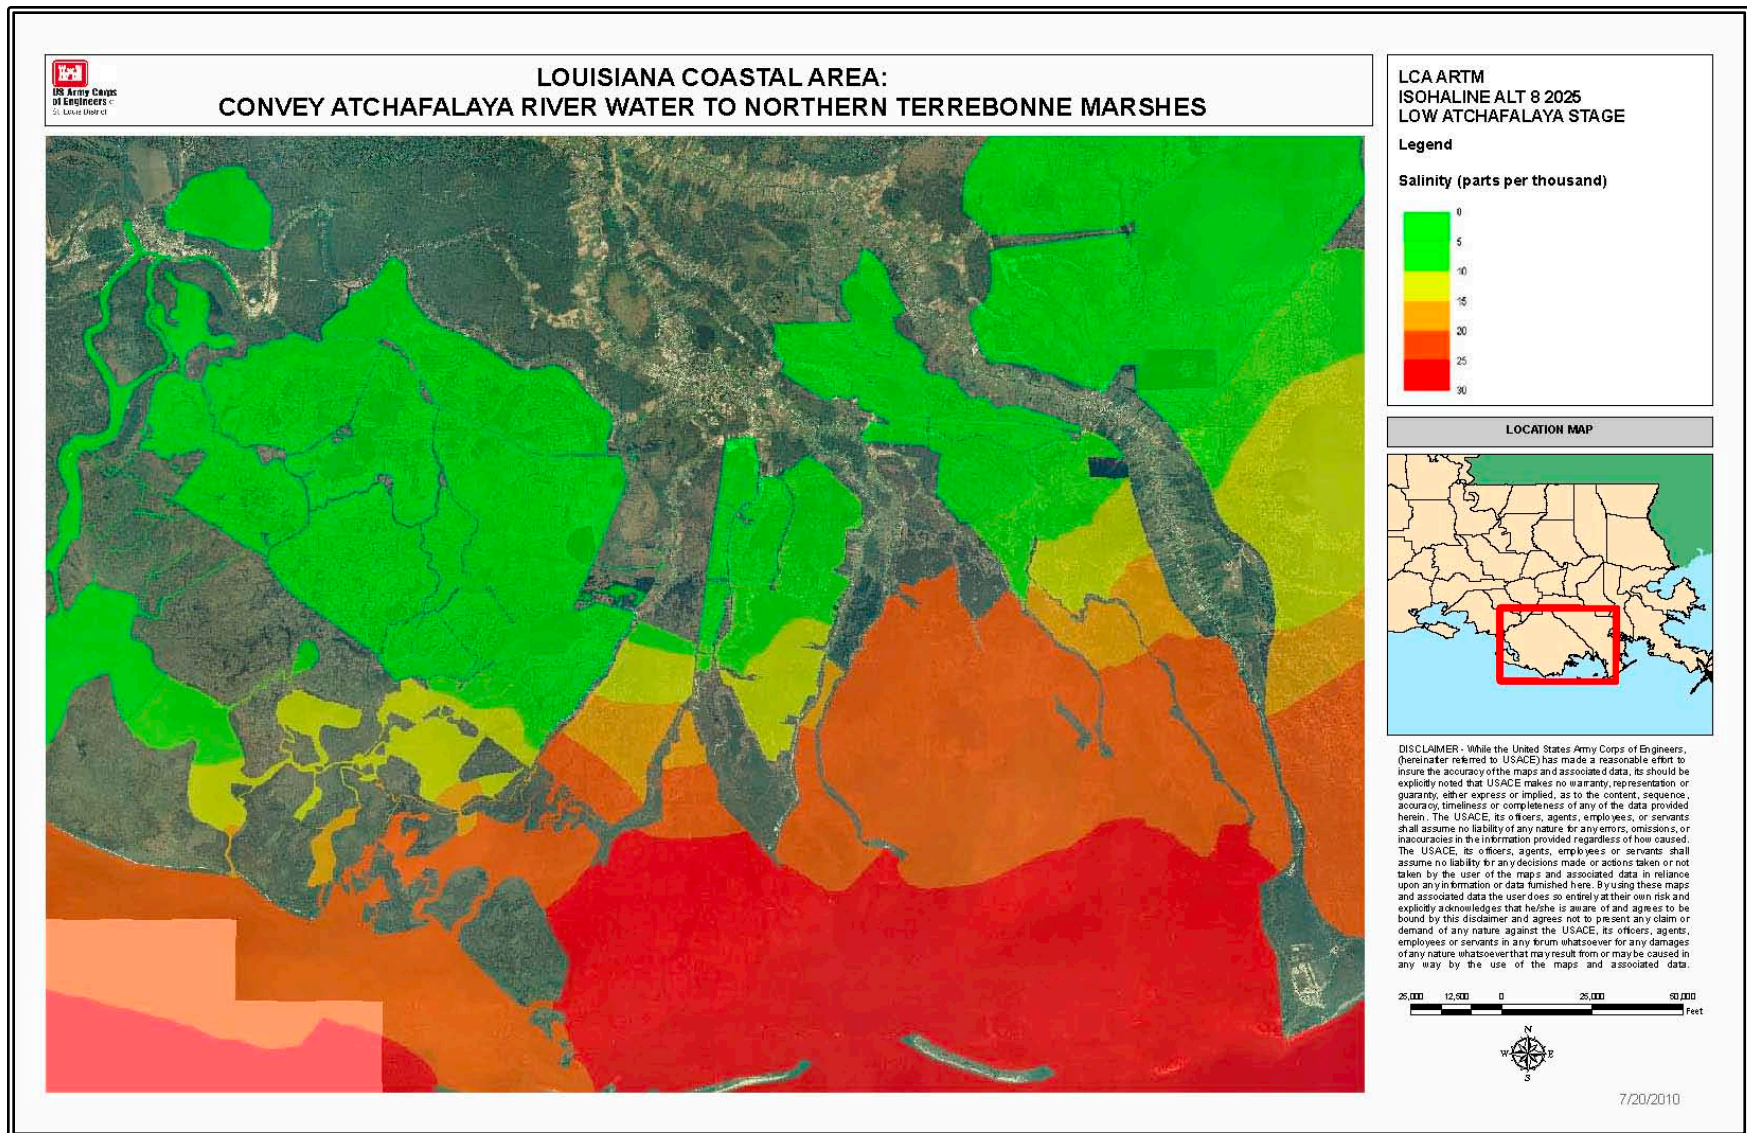 US Army Corps
of Engineers
St. Louis District
LOUISIANA COASTAL AREA:
CONVEY ATCHAFALAYA RIVER WATER TO NORTHERN TERREBONNE MARSHES
LCA ARTM
ISOHALINE ALT 8 2025
LOW ATCHAFALAYA STAGE
Legend
Salinity (parts per thousand)
0
5
10
15
20
25
30
LOCATION MAP
DISCLAIMER - While the United States Army Corps of Engineers,
(hereinafter referred to USACE) has made a reasonable effort to
insure the accuracy of the maps and associated data, its should be
explicitly noted that USACE makes no warranty, representation or
guaranty, either express or implied, as to the content, sequence,
accuracy, timeliness or completeness of any of the data provided
herein. The USACE, its officers, agents, employees, or servants
shall assume no liability of any nature for any errors, omissions, or
inaccuracies in the information provided regardless of how caused.
The USACE, its officers, agents, employees or servants shall
assume no liability for any decisions made or actions taken or not
taken by the user of the maps and associated data in reliance
upon any information or data furnished here. By using these maps
and associated data the user does so entirely at their own risk and
explicitly acknowledges that he/she is aware of and agrees to be
bound by this disclaimer and agrees not to present any claim or
demand of any nature against the USACE, its officers, agents,
employees or servants in any forum whatsoever for any damages
of any nature whatsoever that may result from or may be caused in
any way by the use of the maps and associated data.
25,000 12,500 0 25,000 50,000
Feet
N
W E
S
7/20/2010